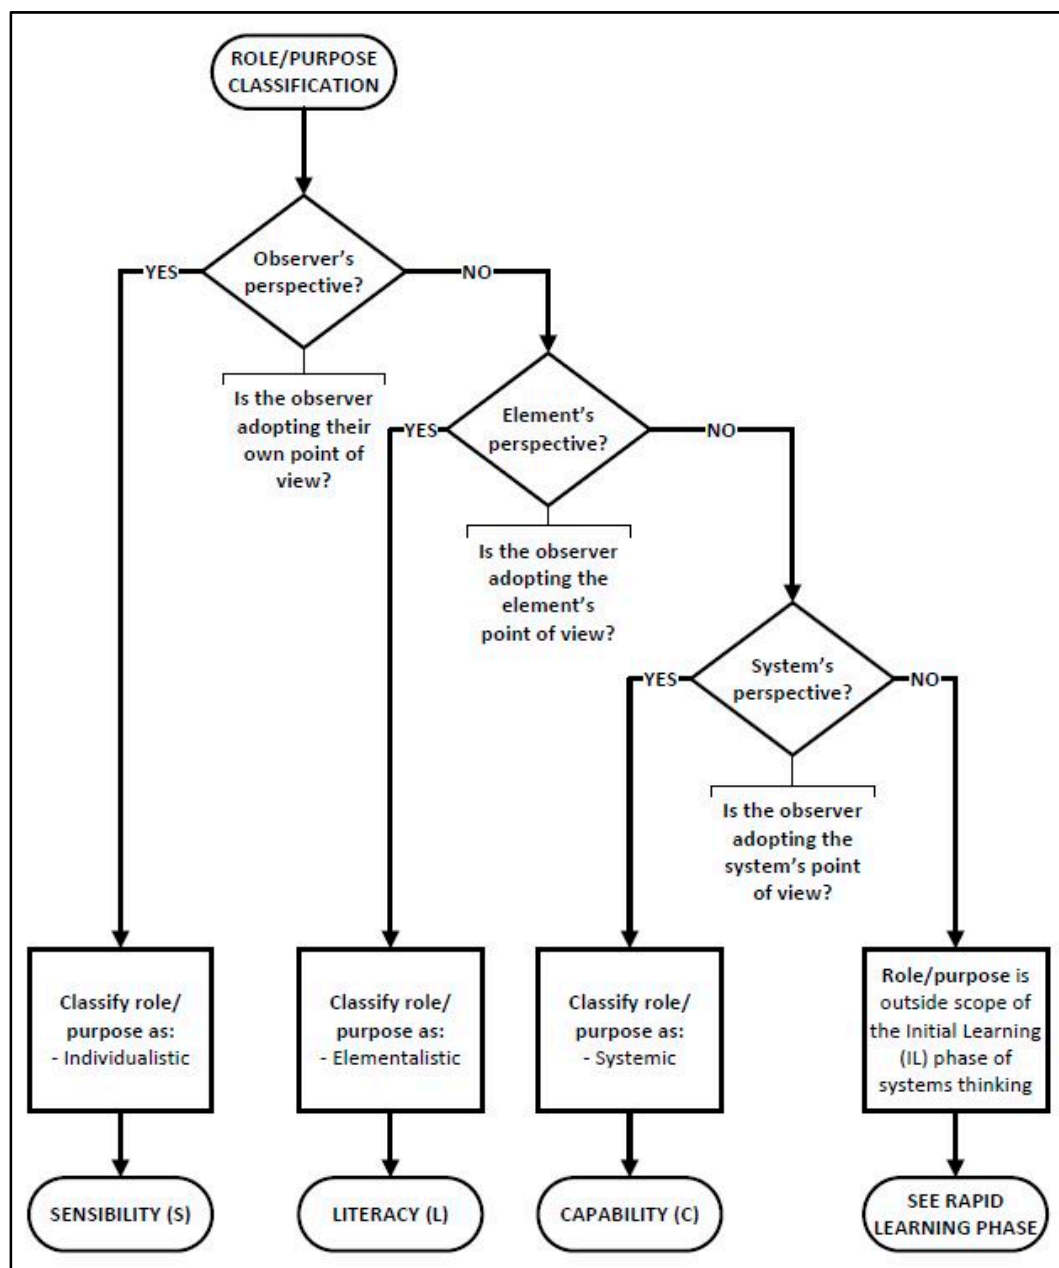 ROLE/PURPOSE
CLASSIFICATION
Observer's
perspective?
YES
NO
Is the observer
adopting their
own point of
view?
Element's
perspective?
YES
NO
Is the observer
adopting the
element's
point of view?
System's
perspective?
YES
NO
Is the observer
adopting the
system's point
of view?
Classify role/
purpose as:
- Individualistic
Classify role/
purpose as:
- Elementalistic
Classify role/
purpose as:
- Systemic
Role/purpose is
outside scope of
the Initial Learning
(IL) phase of
systems thinking
SENSIBILITY (S)
LITERACY (L)
CAPABILITY (C)
SEE RAPID
LEARNING PHASE